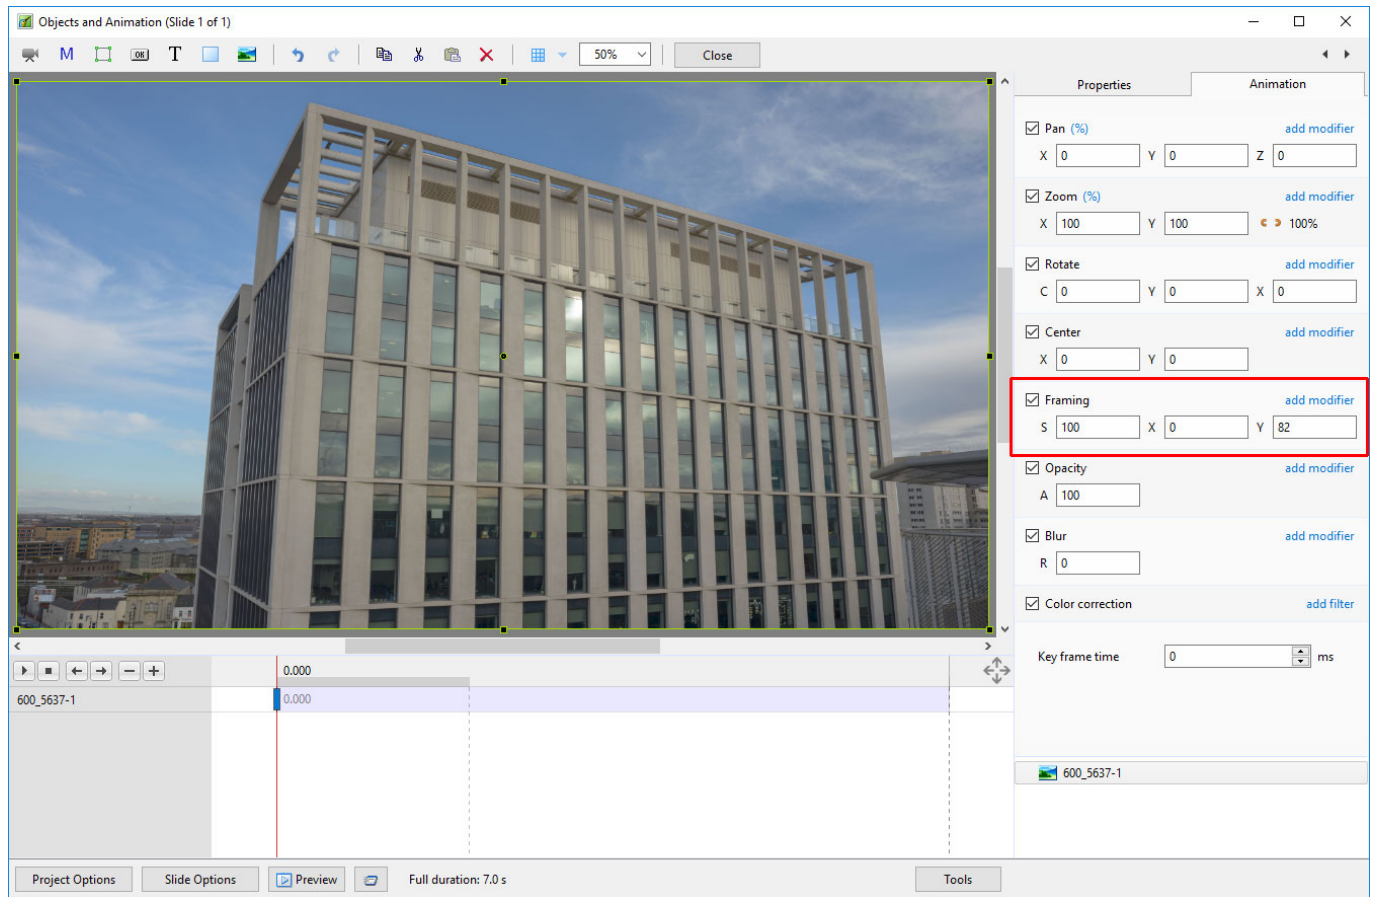 Objects and Animation (Slide 1 of 1)
M OK T 50% Close
Properties Animation
Pan (%) add modifier
X 0 Y 0 Z 0
Zoom (%) add modifier
X 100 Y 100 100%
Rotate add modifier
C 0 Y 0 X 0
Center add modifier
X 0 Y 0
Framing add modifier
S 100 X 0 Y 82
Opacity add modifier
A 100
Blur add modifier
R 0
Color correction add filter
Key frame time 0 ms
0.000
600_5637-1 0.000
600_5637-1
Project Options Slide Options Preview Full duration: 7.0 s Tools